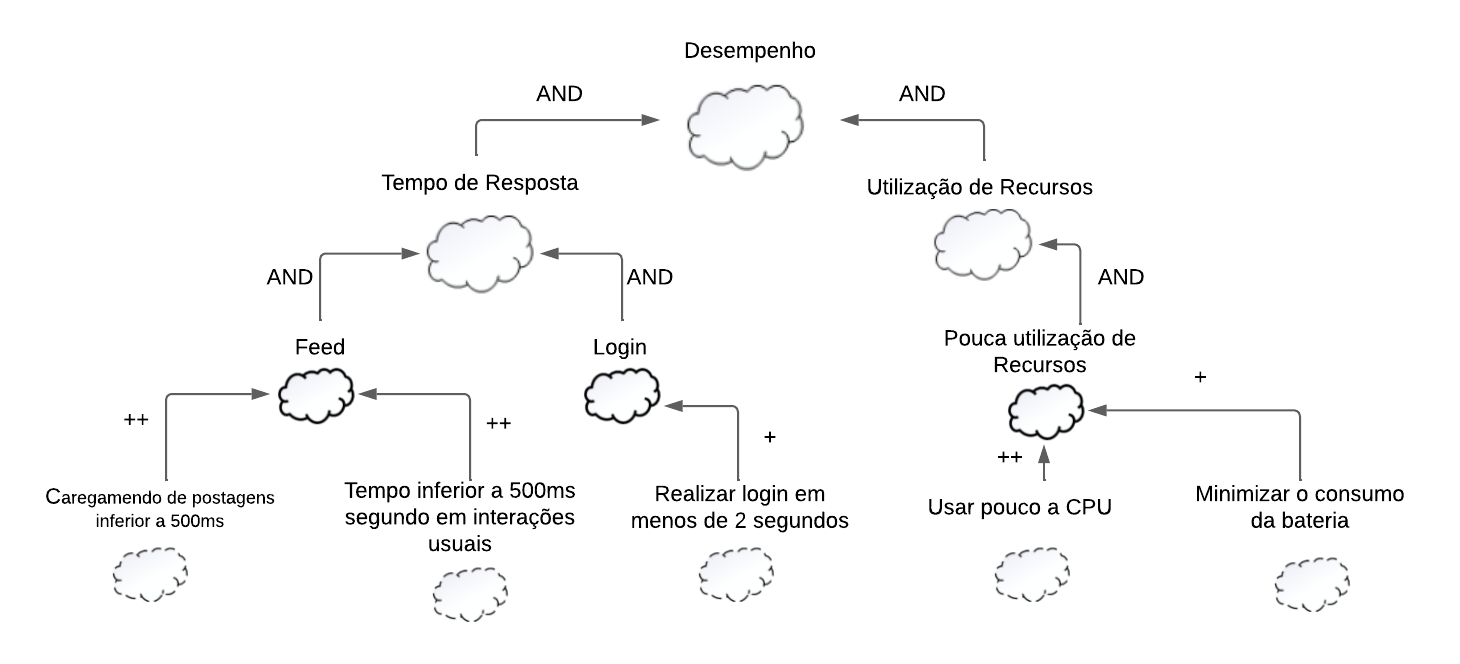 Desempenho
AND
AND
Tempo de Resposta
Utilização de Recursos
AND
AND
AND
Feed
Login
Pouca utilização de
Recursos
++
++
+
++
+
Caregamendo de postagens
inferior a 500ms
Tempo inferior a 500ms
segundo em interações
usuais
Realizar login em
menos de 2 segundos
Usar pouco a CPU
Minimizar o consumo
da bateria